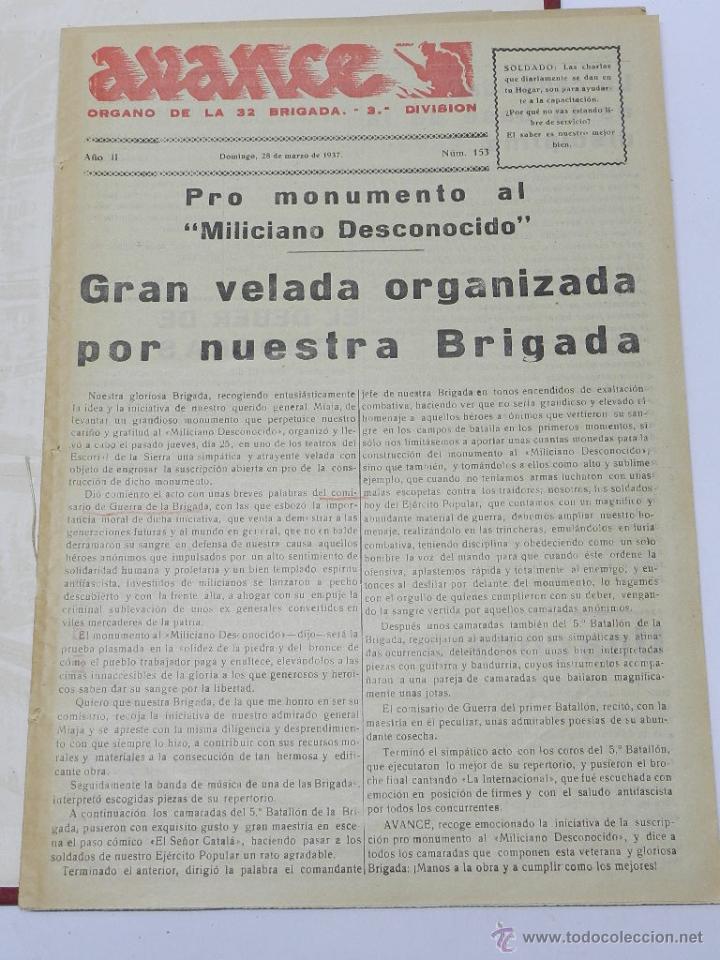 avance
ORGANO DE LA 32 BRIGADA. - 3.ª DIVISION
SOLDADO: Las charlas
que diariamente se dan en
tu Hogar, son para ayudar-
te a la capacitación.
¿Por qué no vas estando li-
bre de servicio?
El saber es nuestro mejor
bien.
Año II Domingo, 28 de marzo de 1937. Núm. 153
Pro monumento al
“Miliciano Desconocido”
Gran velada organizada
por nuestra Brigada
Nuestra gloriosa Brigada, recogiendo entusiásticamente
la idea y la iniciativa de nuestro querido general Miaja, de
levantar un grandioso monumento que perpetuice nuestro
cariño y gratitud al «Miliciano Desconocido», organizó y lle-
vó a cabo el pasado jueves, día 25, en uno de los teatros del
Escorial de la Sierra una simpática y atrayente velada con
objeto de engrosar la suscripción abierta en pro de la cons-
trucción de dicho monumento.
Dió comienzo el acto con unas breves palabras del comi-
sario de Guerra de la Brigada, con las que esbozó la impor-
tancia moral de dicha iniciativa, que venía a demostrar a las
generaciones futuras y al mundo en general, que no en balde
derramaron su sangre en defensa de nuestra causa aquellos
héroes anónimos que impulsados por un alto sentimiento de
solidaridad humana y proletaria y un bien templado espíritu
antifascista, investidos de milicianos se lanzaron a pecho
descubierto y con la frente alta, a ahogar con su empuje la
criminal sublevación de unos ex generales convertidos en
viles mercaderes de la patria.
El monumento al «Miliciano Desconocido»—dijo—será la
prueba plasmada en la solidez de la piedra y del bronce de
cómo el pueblo trabajador paga y enaltece, elevándolos a las
cimas innaccesibles de la gloria a los que generosos y heroi-
cos saben dar su sangre por la libertad.
Quiero que nuestra Brigada, de la que me honro en ser su
comisario, recoja la iniciativa de nuestro admirado general
Miaja y se apreste con la misma diligencia y desprendimien-
to con que siempre lo hizo, a contribuir con sus recursos mo-
rales y materiales a la consecución de tan hermosa y edifi-
cante obra.
Seguidamente la banda de música de una de las Brigadas,
interpretó escogidas piezas de su repertorio.
A continuación los camaradas del 5.º Batallón de la Bri-
gada, pusieron con exquisito gusto y gran maestría en esce-
na el paso cómico «El Señor Catalá», haciendo pasar a los
soldados de nuestro Ejército Popular un rato agradable.
Terminado el anterior, dirigió la palabra el comandante
jefe de nuestra Brigada en tonos encendidos de exaltación
combativa, haciendo ver que no sería grandioso y elevado el
homenaje a aquellos héroes anónimos que vertieron su san-
gre en los campos de batalla en los primeros momentos, si
sólo nos limitásemos a aportar unas cuantas monedas para la
construcción del monumento al «Miliciano Desconocido»;
sino que también, y tomándolos a ellos como alto y sublime
ejemplo, que cuando no teníamos armas lucharon con unas
malas escopetas contra los traidores; nosotros, los soldados
hoy del Ejército Popular, que contamos con un magnífico y
abundante material de guerra, hemos de ampliar nuestro ho-
menaje, realizándolo en las trincheras, emulándolos en furia
combativa, teniendo disciplina y obedeciendo como un solo
hombre la voz del mando para que cuando éste ordene la
ofensiva, aplastemos rápida y totalmente al enemigo, y en-
tonces al desfilar por delante del monumento, lo hagamos
con el orgullo de quienes cumplieron con su deber, vengan-
do la sangre vertida por aquellos camaradas anónimos.
Después unos camaradas también del 5.º Batallón de la
Brigada, regocijaron al auditorio con sus simpáticas y atina-
das ocurrencias, deleitándonos con unas bien interpretadas
piezas con guitarra y bandurria, cuyos instrumentos acompa-
ñaran a una pareja de camaradas que bailaron magnífica-
mente unas jotas.
El comisario de Guerra del primer Batallón, recitó, con la
maestría en él peculiar, unas admirables poesías de su abun-
dante cosecha.
Terminó el simpático acto con los coros del 5.º Batallón,
que ejecutaron lo mejor de su repertorio, y pusieron el bro-
che final cantando «La Internacional», que fué escuchada con
emoción en posición de firmes y con el saludo antifascista
por todos los concurrentes.
AVANCE, recoge emocionado la iniciativa de la suscrip-
ción pro monumento al «Miliciano Desconocido», y dice a
todos los camaradas que componen esta veterana y gloriosa
Brigada: ¡Manos a la obra y a cumplir como los mejores!
todocoleccion
www.todocoleccion.net